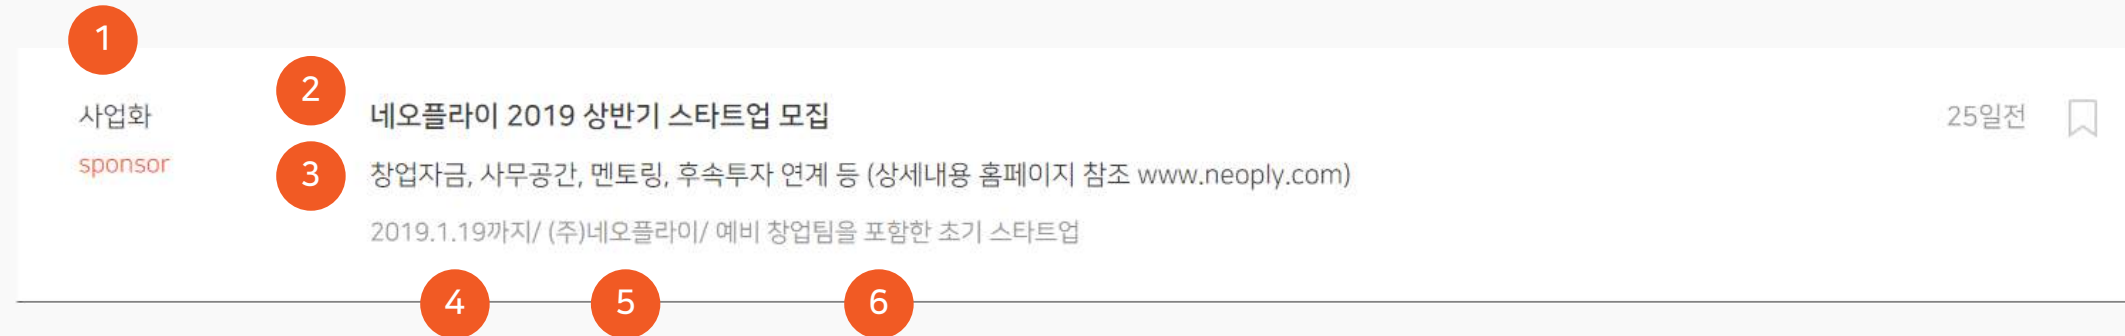 1
2
사업화
네오플라이 2019 상반기 스타트업 모집
25일전
sponsor
3
창업자금, 사무공간, 멘토링, 후속투자 연계 등 (상세내용 홈페이지 참조 www.neoply.com)
2019.1.19까지/ (주)네오플라이/ 예비 창업팀을 포함한 초기 스타트업
4
5
6